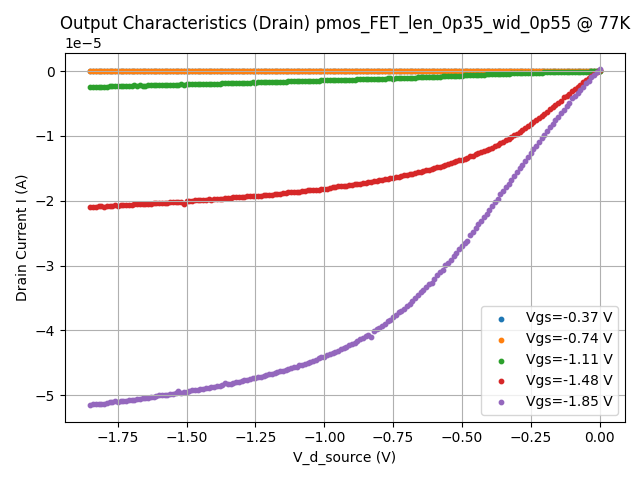 Output Characteristics (Drain) pmos_FET_len_0p35_wid_0p55 @ 77K
1e−5
0
−1
−2
−3
−4
−5
Drain Current I (A)
−1.75
−1.50
−1.25
−1.00
−0.75
−0.50
−0.25
0.00
V_d_source (V)
Vgs=-0.37 V
Vgs=-0.74 V
Vgs=-1.11 V
Vgs=-1.48 V
Vgs=-1.85 V